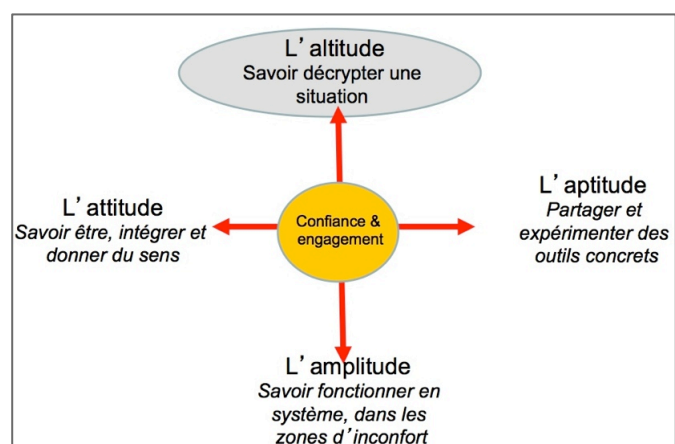 L’altitude
Savoir décrypter une
situation
L’attitude
Savoir être, intégrer et
donner du sens
Confiance &
engagement
L’aptitude
Partager et
expérimenter des
outils concrets
L’amplitude
Savoir fonctionner en
système, dans les
zones d’inconfort